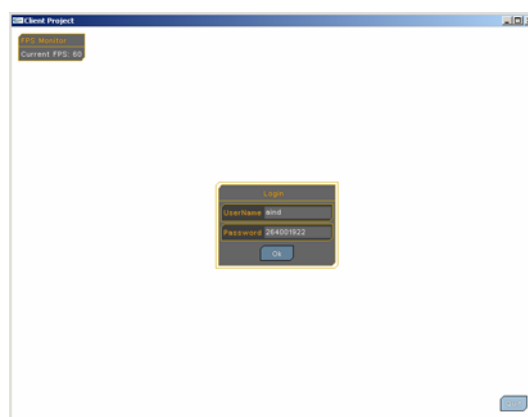 Client Project
FPS Monitor
Current FPS: 60
Login
UserName aind
Password 264001922
Ok